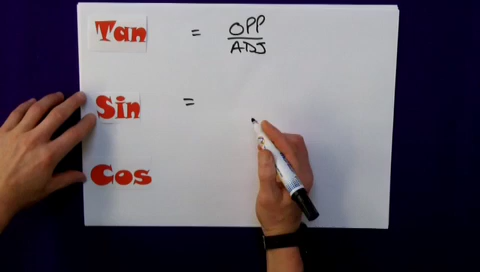 Tan = OPP
ADJ
Sin =
Cos